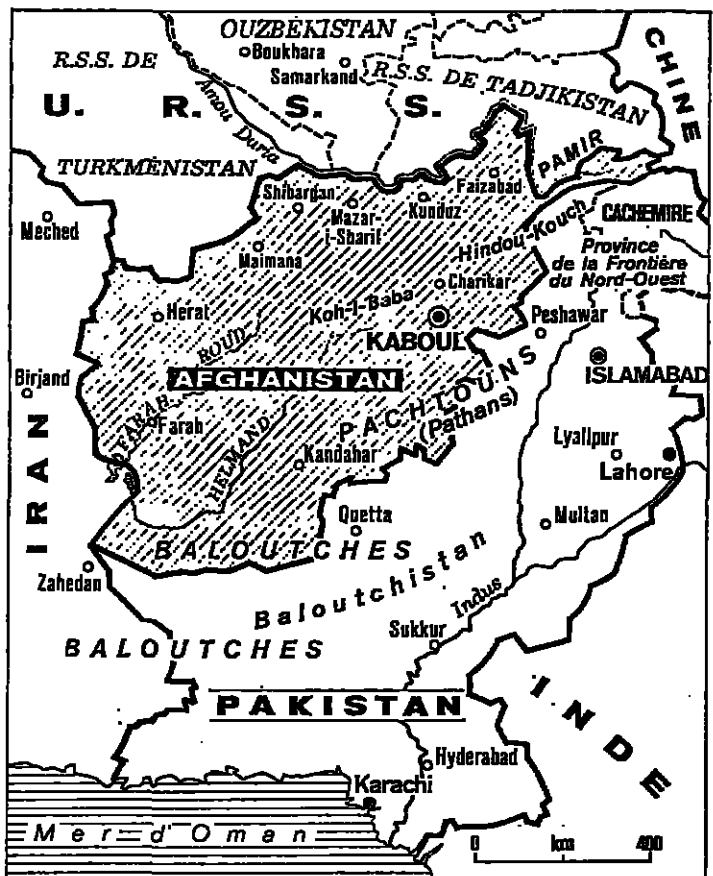 OUZBÉKISTAN
Boukhara
R.S.S. DE
Samarkand
R.S.S. DE TADJIKISTAN
CHINE
U. R. S. S.
Amou Daria
TURKMÉNISTAN
PAMIR
Shibargan
Faizabad
Mazar-
i-Sharif
Kunduz
CACHEMIRE
Meched
Hindou-Kouch
Maimana
Province
de la Frontière
du Nord-Ouest
Charikar
Koh-I-Baba
Herat
Peshawar
KABOUL
ROUD
ISLAMABAD
AFGHANISTAN
Birjand
PACHTOUNS
(Pathans)
FARAH
Farah
Lyallpur
IRAN
HELMAND
Kandahar
Lahore
Quetta
Multan
BALOUTCHES
Zahedan
Baloutchistan
Indus
Sukkur
BALOUTCHES
INDE
PAKISTAN
Hyderabad
Karachi
Mer d'Oman
0 km 400